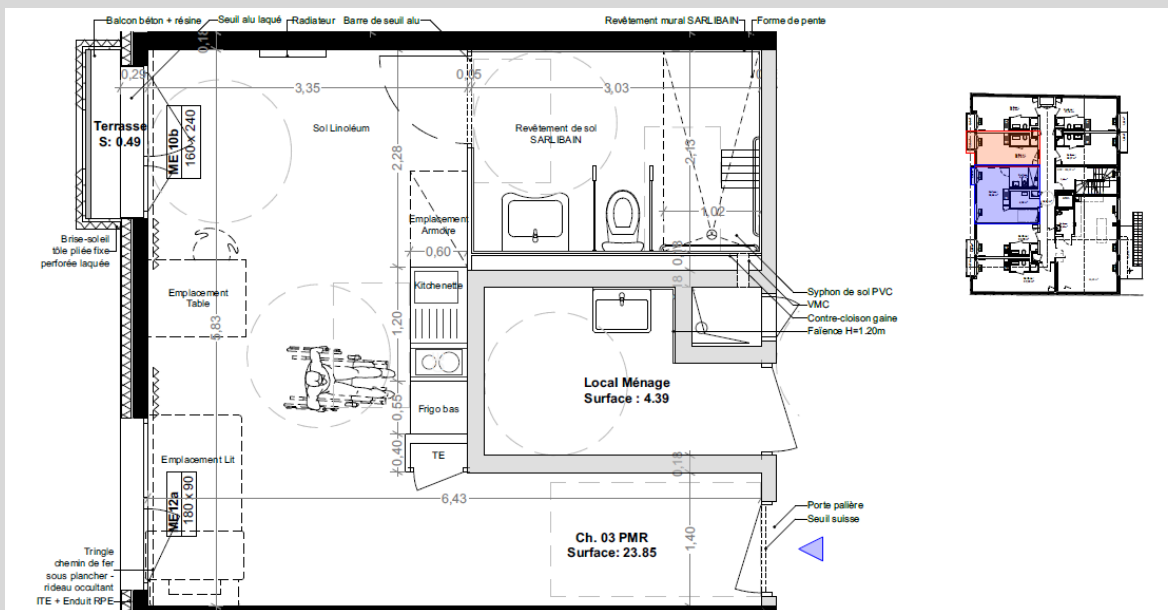 Balcon béton + résine
Seuil alu laqué
Radiateur
Barre de seuil alu
Revêtement mural SARLIBAIN
Forme de pente
0,18
0,29
3,35
0,05
3,03
Terrasse
S: 0.49
ME 10b
160 x 240
Sol Linoléum
Revêtement de sol
SARLIBAIN
2,28
2,13
1,02
Emplacement
Armoire
0,60
0,18
Brise-soleil
tôle pliée fixe
perforée laquée
Emplacement
Table
Kitchenette
Syphon de sol PVC
VMC
Contre-cloison gaine
Faïence H=1.20m
5,83
1,20
Local Ménage
Surface : 4.39
0,55
Frigo bas
0,40
TE
0,18
Emplacement Lit
ME 12a
180 x 90
6,43
Porte palière
Seuil suisse
Ch. 03 PMR
Surface: 23.85
1,40
Tringle
chemin de fer
sous plancher -
rideau occultant
ITE + Enduit RPE